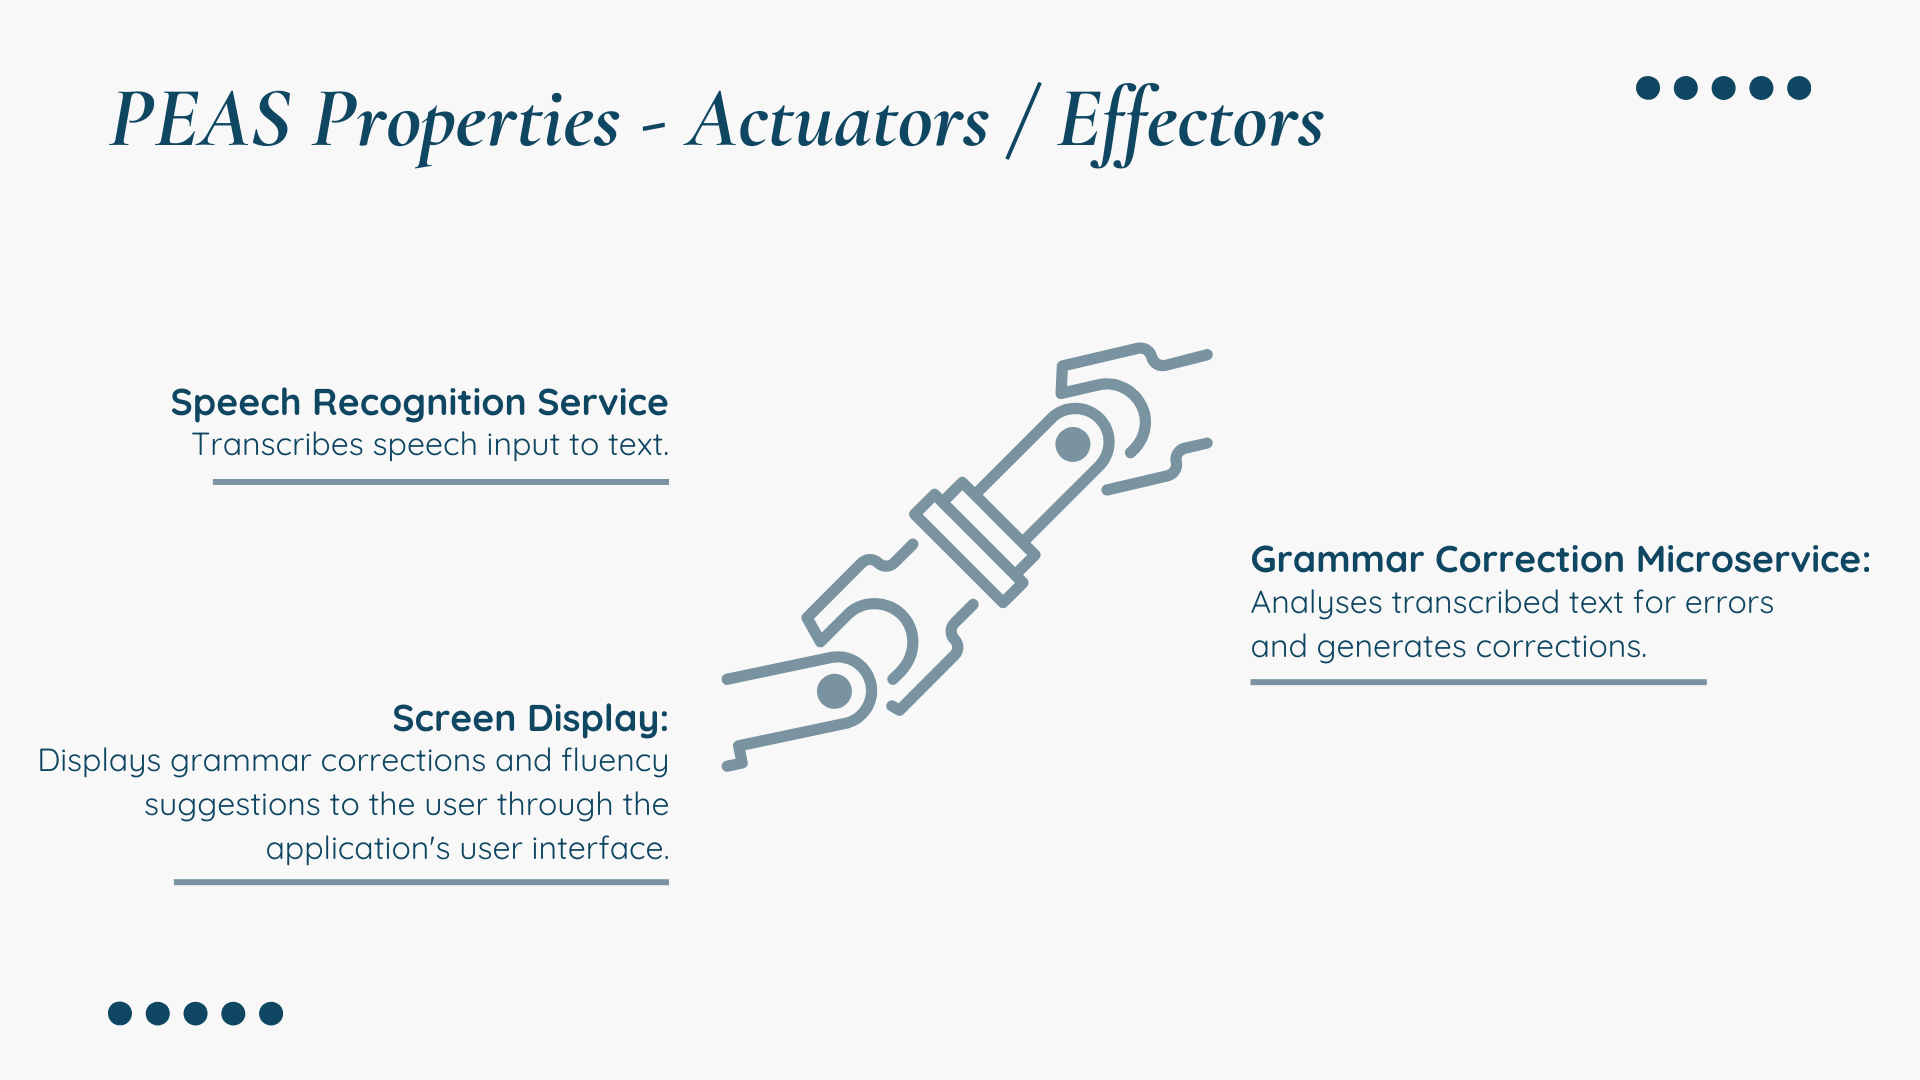 PEAS Properties - Actuators / Effectors
Speech Recognition Service
Transcribes speech input to text.
Grammar Correction Microservice:
Analyses transcribed text for errors
and generates corrections.
Screen Display:
Displays grammar corrections and fluency
suggestions to the user through the
application's user interface.